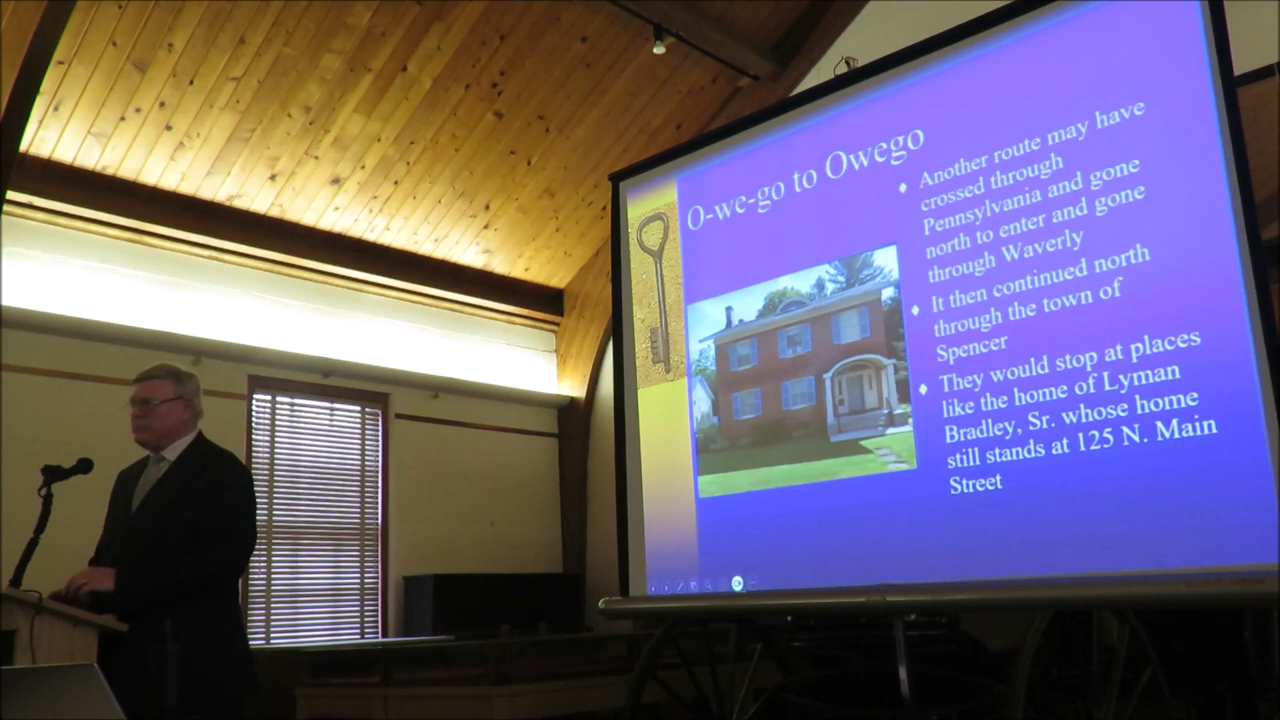 O-we-go to Owego
Another route may have
crossed through
Pennsylvania and gone
north to enter and gone
through Waverly
It then continued north
through the town of
Spencer
They would stop at places
like the home of Lyman
Bradley, Sr. whose home
still stands at 125 N. Main
Street